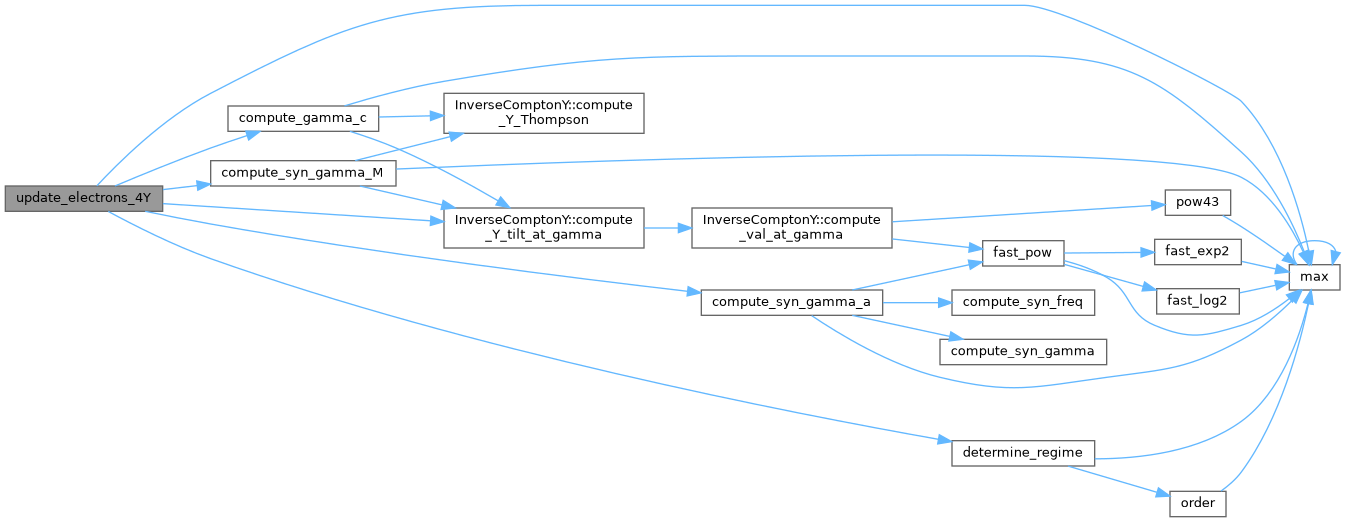 update_electrons_4Y
compute_gamma_c
compute_syn_gamma_M
InverseComptonY::compute
_Y_Thompson
InverseComptonY::compute
_Y_tilt_at_gamma
InverseComptonY::compute
_val_at_gamma
compute_syn_gamma_a
pow43
fast_pow
fast_exp2
fast_log2
max
compute_syn_freq
compute_syn_gamma
determine_regime
order